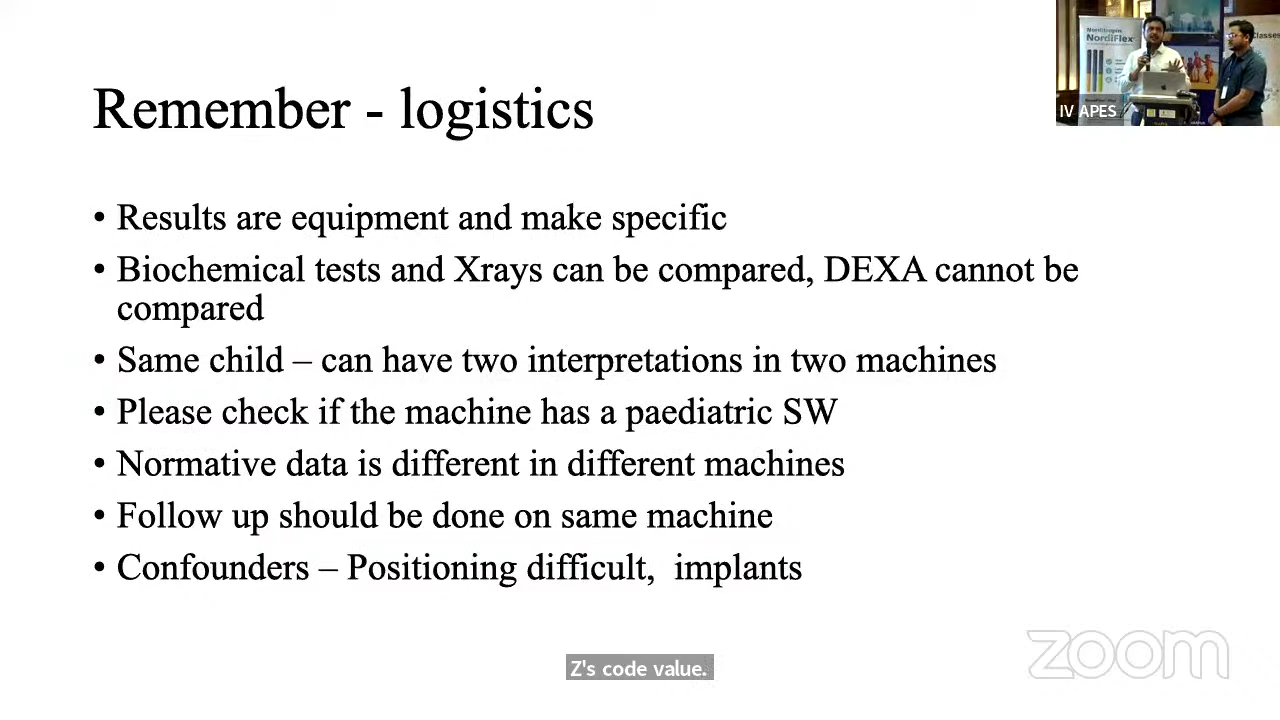 Remember - logistics
• Results are equipment and make specific
• Biochemical tests and Xrays can be compared, DEXA cannot be
compared
• Same child – can have two interpretations in two machines
• Please check if the machine has a paediatric SW
• Normative data is different in different machines
• Follow up should be done on same machine
• Confounders – Positioning difficult, implants
NordiFlex
IV APES
Z's code value.
zoom